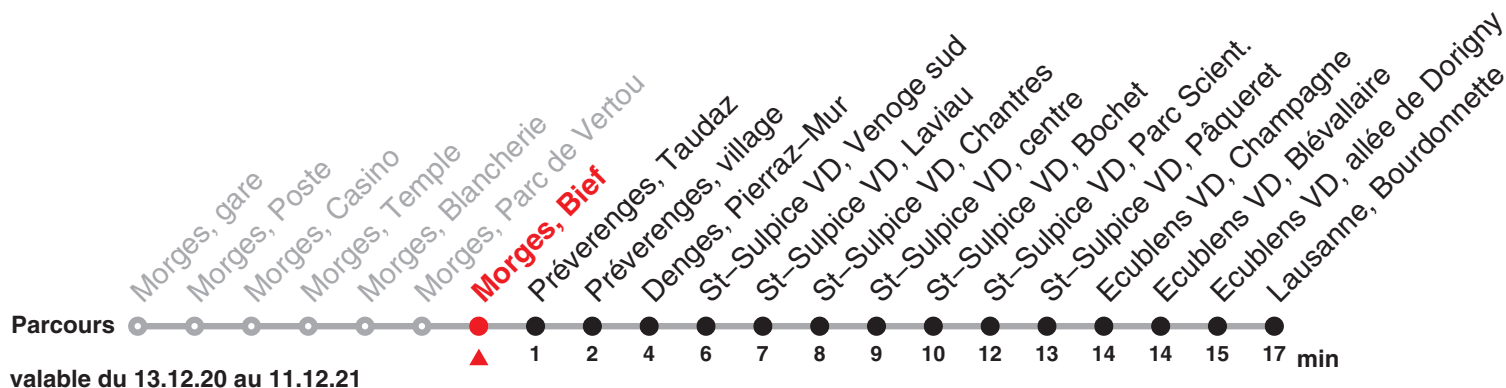 Morges, gare
Morges, Poste
Morges, Casino
Morges, Temple
Morges, Blancherie
Morges, Parc de Vertou
Morges, Bief
Préverenges, Taudaz
Préverenges, village
Denges, Pierraz–Mur
St–Sulpice VD, Venoge sud
St–Sulpice VD, Laviau
St–Sulpice VD, Chantres
St–Sulpice VD, centre
St–Sulpice VD, Bochet
St–Sulpice VD, Parc Scient.
St–Sulpice VD, Pâqueret
Ecublens VD, Champagne
Ecublens VD, Blévallaire
Ecublens VD, allée de Dorigny
Lausanne, Bourdonnette
Parcours
1 2 4 6 7 8 9 10 12 13 14 14 15 17 min
valable du 13.12.20 au 11.12.21